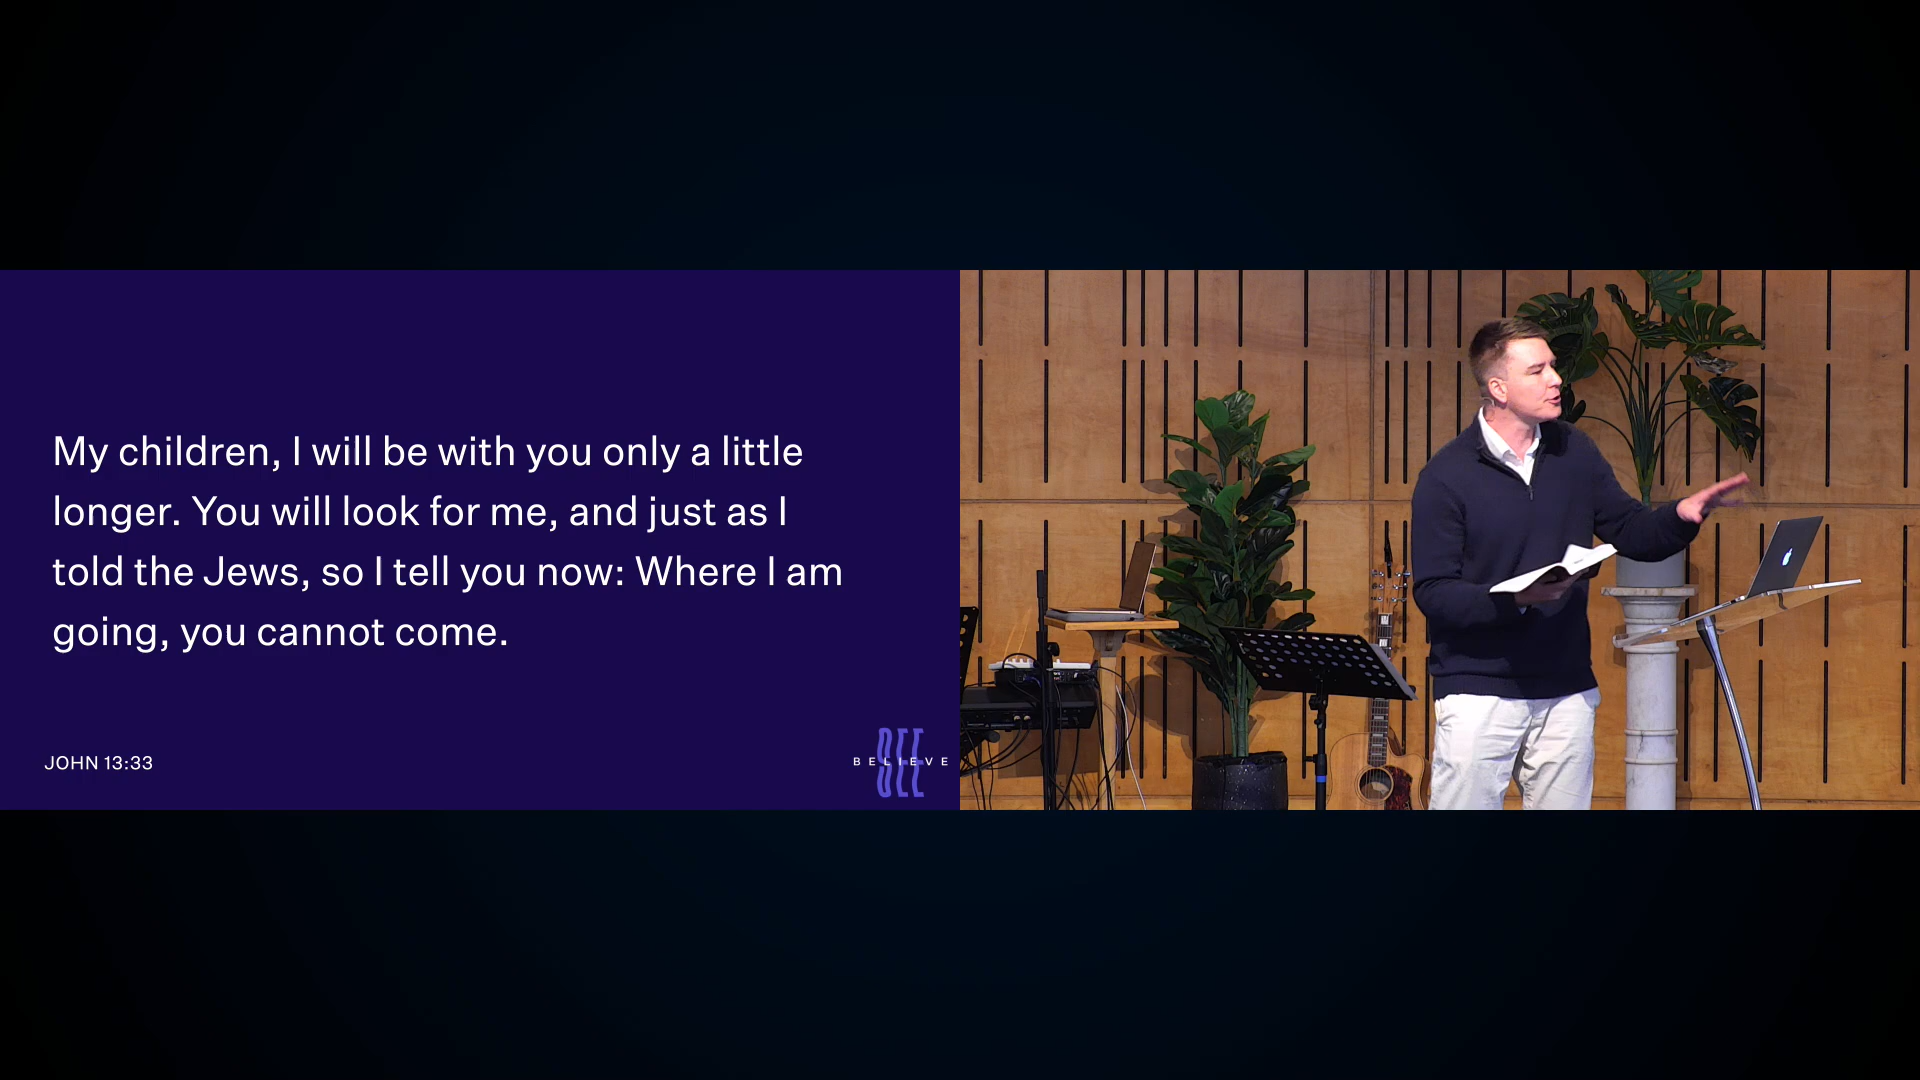 My children, I will be with you only a little
longer. You will look for me, and just as I
told the Jews, so I tell you now: Where I am
going, you cannot come.
JOHN 13:33
SEE
BELIEVE